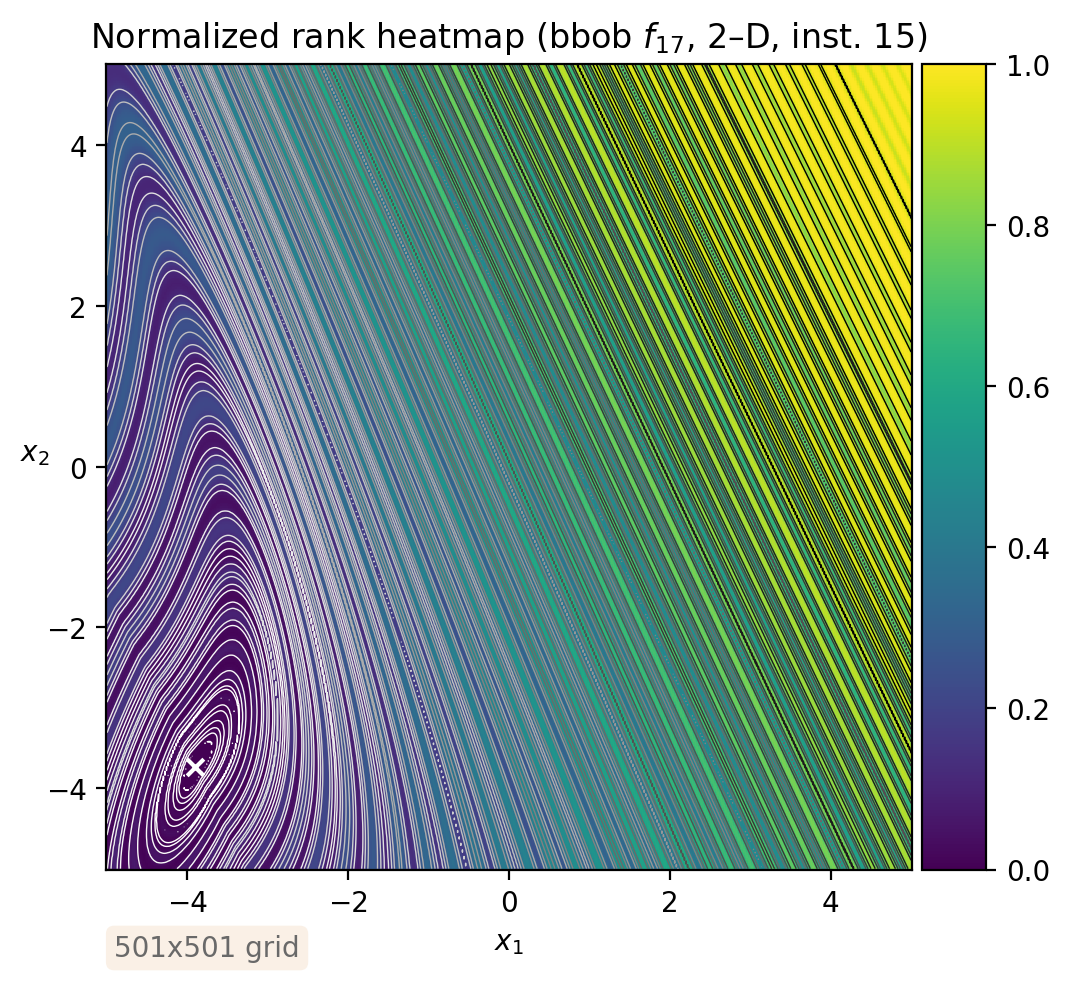 Normalized rank heatmap (bbob f17, 2–D, inst. 15)
1.0
0.8
0.6
0.4
0.2
0.0
4
2
0
−2
−4
x2
−4 −2 0 2 4
x1
501x501 grid